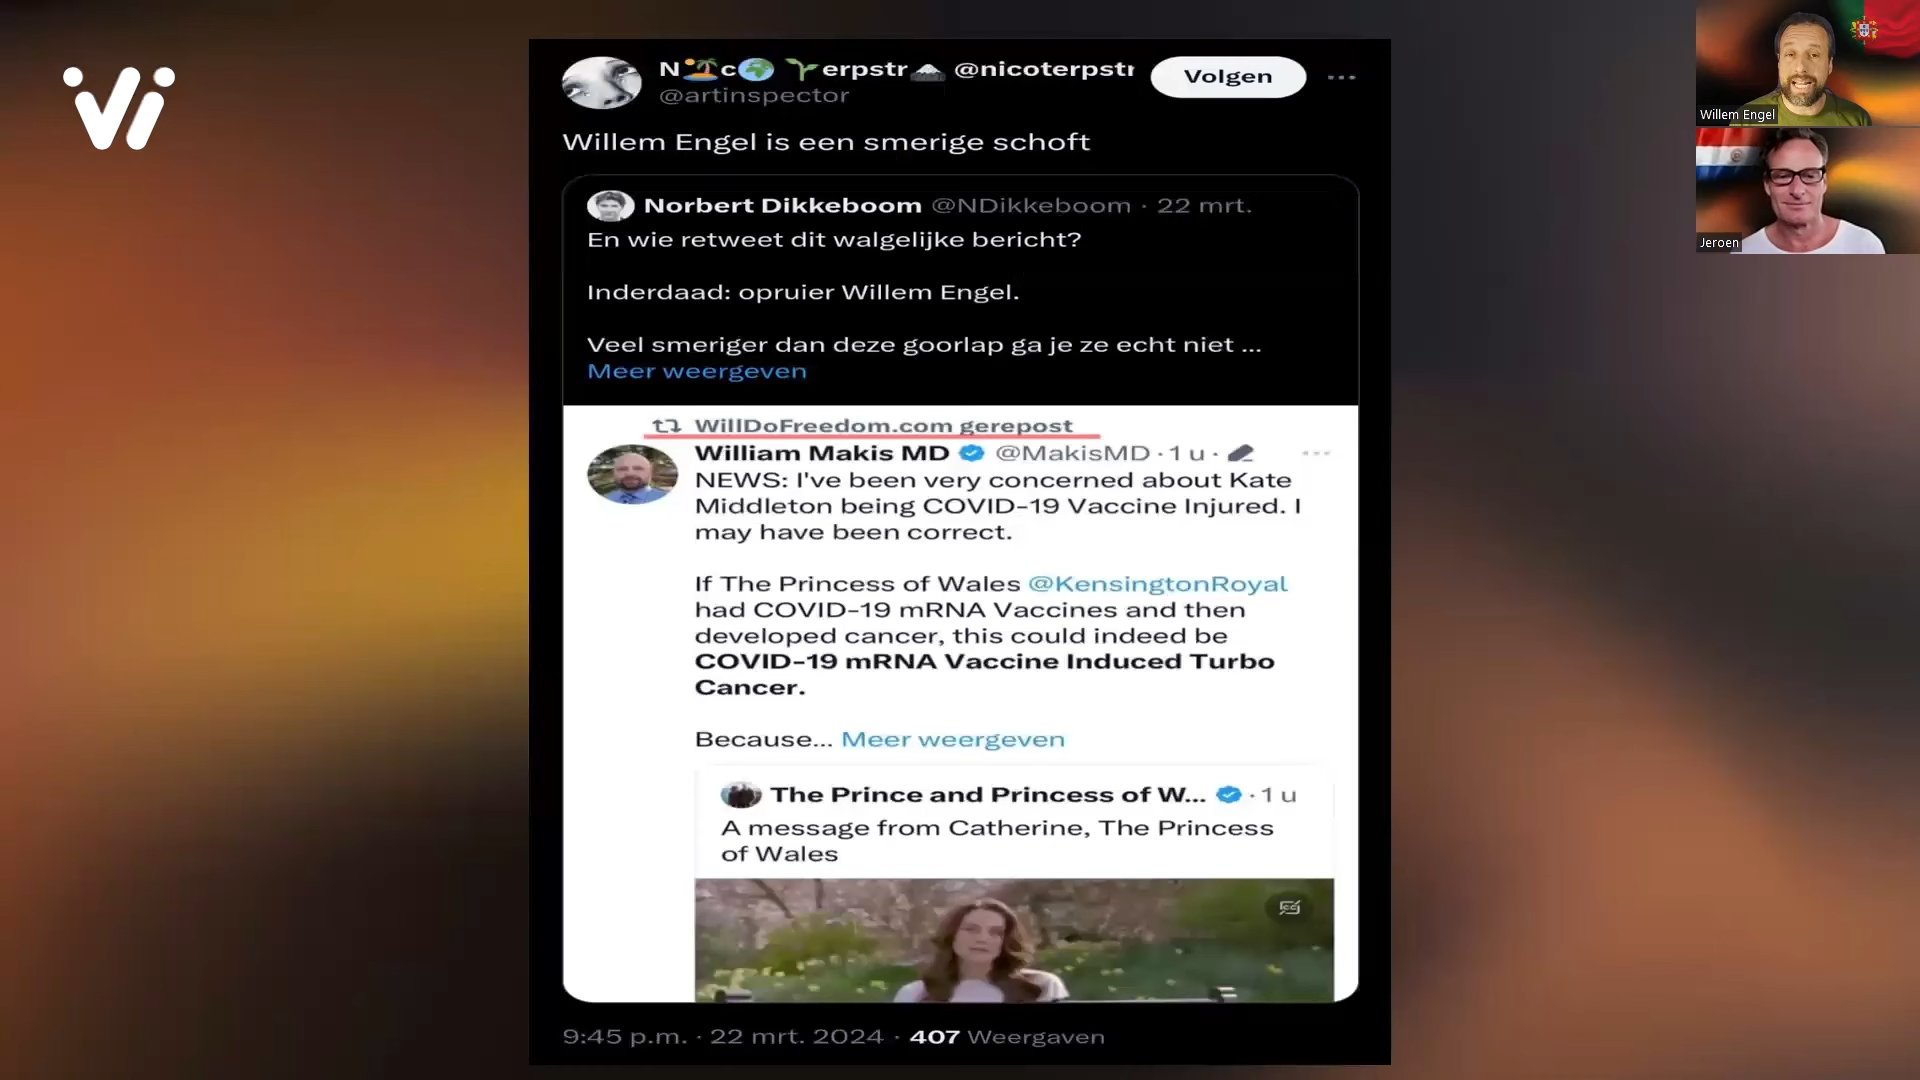 Vi
N🏝️c🌍 🌱erpstr🗻 @nicoterpstr
Volgen
@artinspector
Willem Engel is een smerige schoft
Norbert Dikkeboom @NDikkeboom · 22 mrt.
En wie retweet dit walgelijke bericht?
Inderdaad: opruier Willem Engel.
Veel smeriger dan deze goorlap ga je ze echt niet ...
Meer weergeven
WillDoFreedom.com gerepost
William Makis MD @MakisMD · 1 u ·
NEWS: I've been very concerned about Kate
Middleton being COVID-19 Vaccine Injured. I
may have been correct.
If The Princess of Wales @KensingtonRoyal
had COVID-19 mRNA Vaccines and then
developed cancer, this could indeed be
COVID-19 mRNA Vaccine Induced Turbo
Cancer.
Because... Meer weergeven
The Prince and Princess of W... · 1 u
A message from Catherine, The Princess
of Wales
9:45 p.m. · 22 mrt. 2024 · 407 Weergaven
Willem Engel
Jeroen